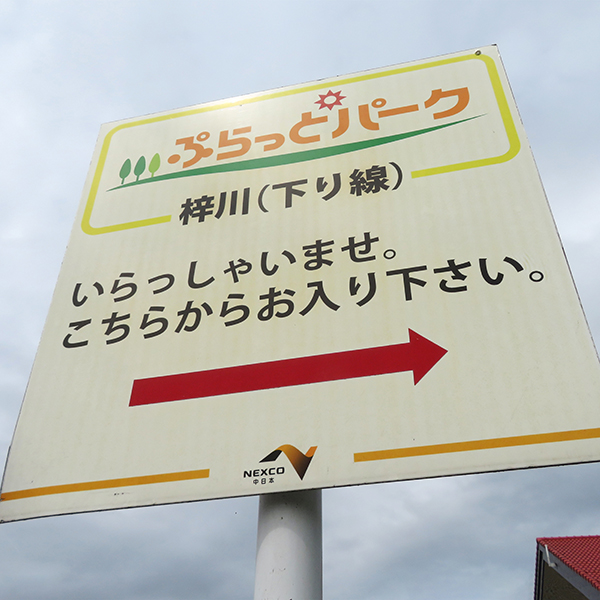 ぷらっとパーク
梓川(下り線)
いらっしゃいませ。
こちらからお入り下さい。
NEXCO
中日本